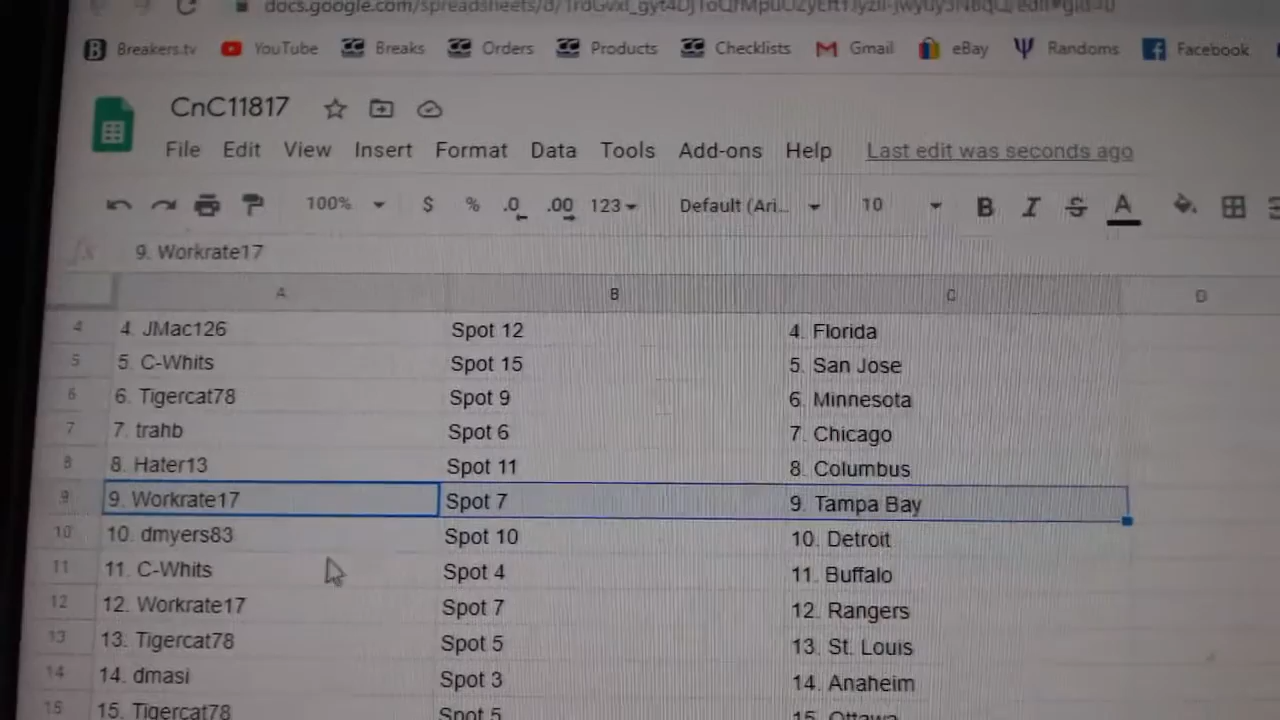 Breakers.tv YouTube Breaks Orders Products Checklists Gmail eBay Randoms Facebook
CnC11817
File Edit View Insert Format Data Tools Add-ons Help Last edit was seconds ago
100% $ % .0 .00 123 Default (Ari... 10 B I S A
fx 9. Workrate17
A B C D
4 4. JMac126 Spot 12 4. Florida
5 5. C-Whits Spot 15 5. San Jose
6 6. Tigercat78 Spot 9 6. Minnesota
7 7. trahb Spot 6 7. Chicago
8 8. Hater13 Spot 11 8. Columbus
9 9. Workrate17 Spot 7 9. Tampa Bay
10 10. dmyers83 Spot 10 10. Detroit
11 11. C-Whits Spot 4 11. Buffalo
12 12. Workrate17 Spot 7 12. Rangers
13 13. Tigercat78 Spot 5 13. St. Louis
14 14. dmasi Spot 3 14. Anaheim
15 15. Tigercat78 Spot 5 15. Ottawa